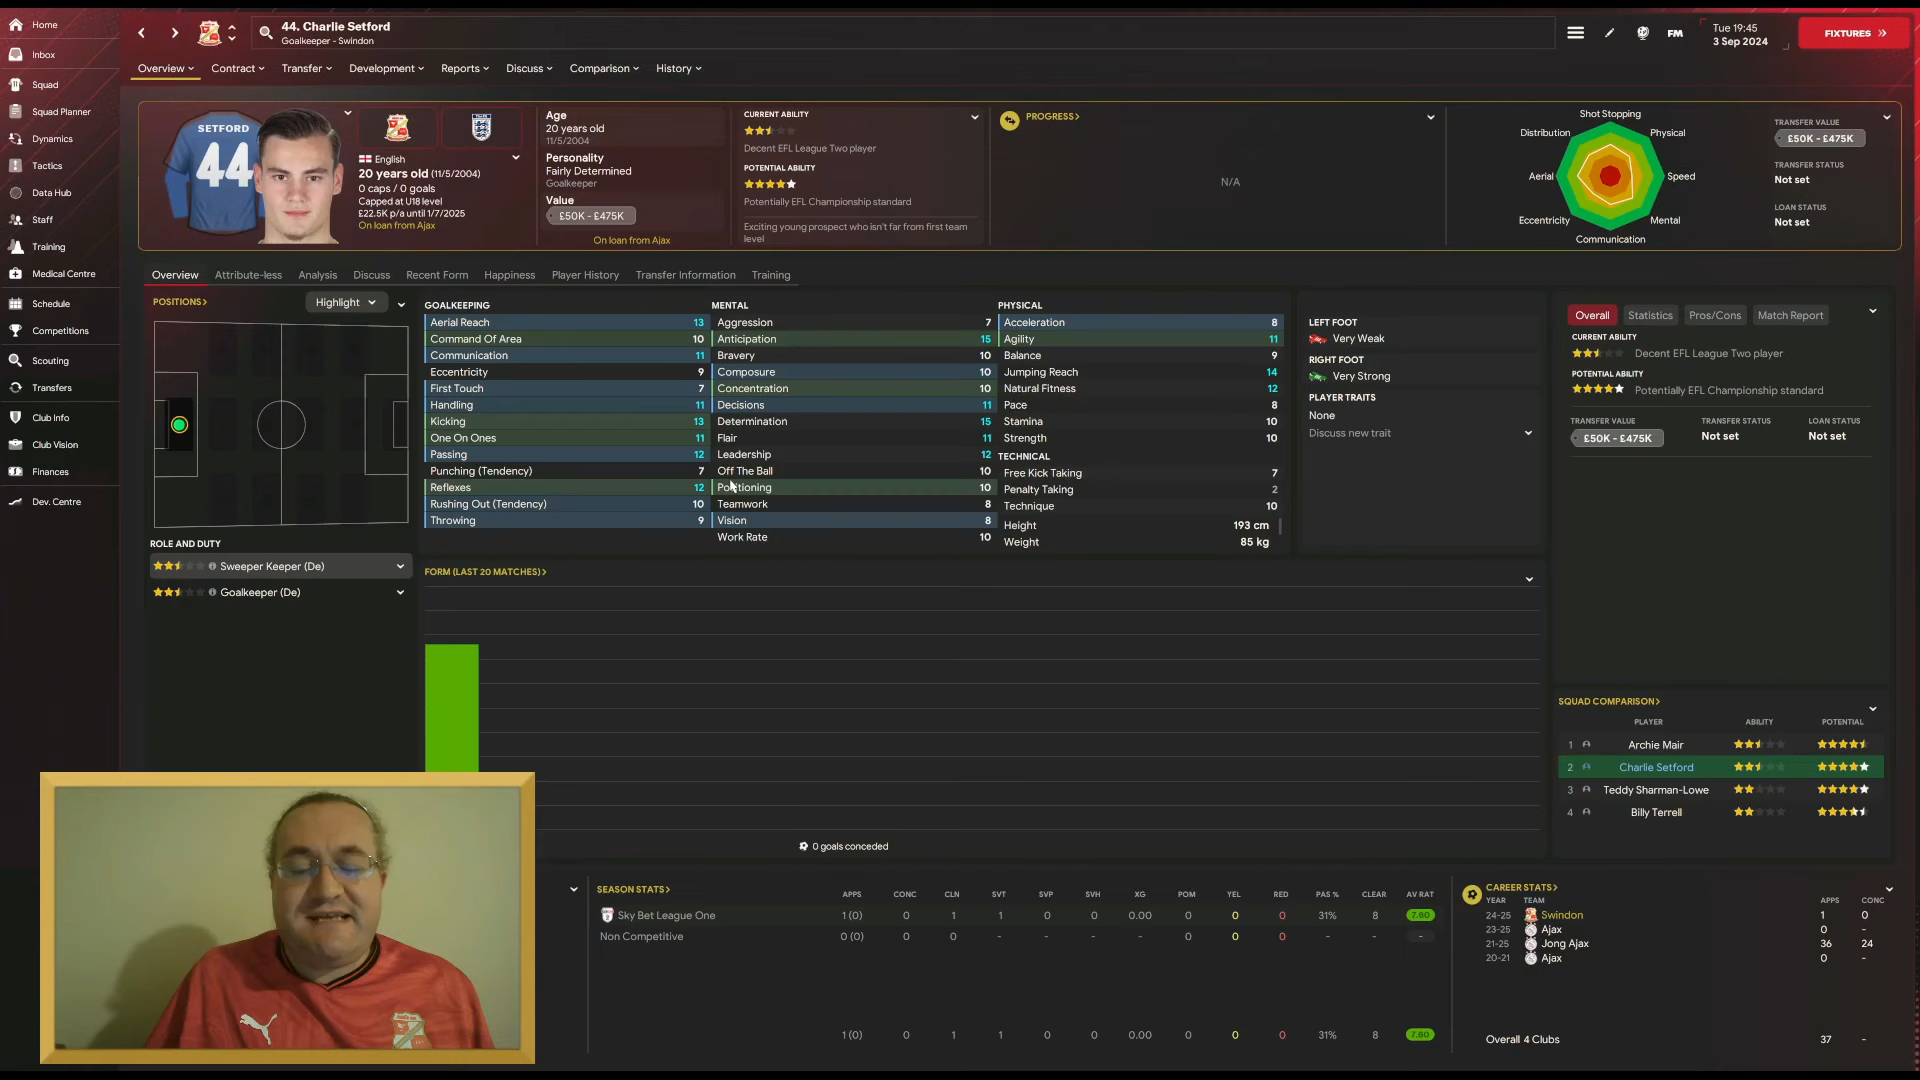 Home
Inbox
Squad
Squad Planner
Dynamics
Tactics
Data Hub
Staff
Training
Medical Centre
Schedule
Competitions
Scouting
Transfers
Club Info
Club Vision
Finances
Dev. Centre
44. Charlie Setford
Goalkeeper - Swindon
FM
Tue 19:45
3 Sep 2024
FIXTURES
Overview Contract Transfer Development Reports Discuss Comparison History
SETFORD
44
English
20 years old (11/5/2004)
0 caps / 0 goals
Capped at U18 level
£22.5K p/a until 1/7/2025
On loan from Ajax
Age
20 years old
11/5/2004
Personality
Fairly Determined
Goalkeeper
Value
£50K - £475K
On loan from Ajax
CURRENT ABILITY
Decent EFL League Two player
POTENTIAL ABILITY
Potentially EFL Championship standard
Exciting young prospect who isn't far from first team level
PROGRESS>
N/A
Shot Stopping
Physical
Speed
Mental
Communication
Eccentricity
Aerial
Distribution
TRANSFER VALUE
£50K - £475K
TRANSFER STATUS
Not set
LOAN STATUS
Not set
Overview Attribute-less Analysis Discuss Recent Form Happiness Player History Transfer Information Training
POSITIONS>
Highlight
ROLE AND DUTY
Sweeper Keeper (De)
Goalkeeper (De)
GOALKEEPING
Aerial Reach 13
Command Of Area 10
Communication 11
Eccentricity 9
First Touch 7
Handling 11
Kicking 13
One On Ones 11
Passing 12
Punching (Tendency) 7
Reflexes 12
Rushing Out (Tendency) 10
Throwing 9
MENTAL
Aggression 7
Anticipation 15
Bravery 10
Composure 10
Concentration 10
Decisions 11
Determination 15
Flair 11
Leadership 12
Off The Ball 10
Positioning 10
Teamwork 8
Vision 8
Work Rate 10
PHYSICAL
Acceleration 8
Agility 11
Balance 9
Jumping Reach 14
Natural Fitness 12
Pace 8
Stamina 10
Strength 10
TECHNICAL
Free Kick Taking 7
Penalty Taking 2
Technique 10
Height 193 cm
Weight 85 kg
LEFT FOOT
Very Weak
RIGHT FOOT
Very Strong
PLAYER TRAITS
None
Discuss new trait
Overall Statistics Pros/Cons Match Report
CURRENT ABILITY
Decent EFL League Two player
POTENTIAL ABILITY
Potentially EFL Championship standard
TRANSFER VALUE TRANSFER STATUS LOAN STATUS
£50K - £475K Not set Not set
FORM (LAST 20 MATCHES)>
0 goals conceded
SQUAD COMPARISON>
PLAYER ABILITY POTENTIAL
1 Archie Mair
2 Charlie Setford
3 Teddy Sharman-Lowe
4 Billy Terrell
SEASON STATS> APPS CONC CLN SVT SVP SVH XG POM YEL RED PAS % CLEAR AV RAT
Sky Bet League One 1 (0) 0 1 1 0 0 0.00 0 0 0 31% 8 7.60
Non Competitive 0 (0) 0 0 - - - - 0 0 0 - - -
1 (0) 0 1 1 0 0 0.00 0 0 0 31% 8 7.60
CAREER STATS>
YEAR TEAM APPS CONC
24-25 Swindon 1 0
23-25 Ajax 0 -
21-25 Jong Ajax 36 24
20-21 Ajax 0 -
Overall 4 Clubs 37 -